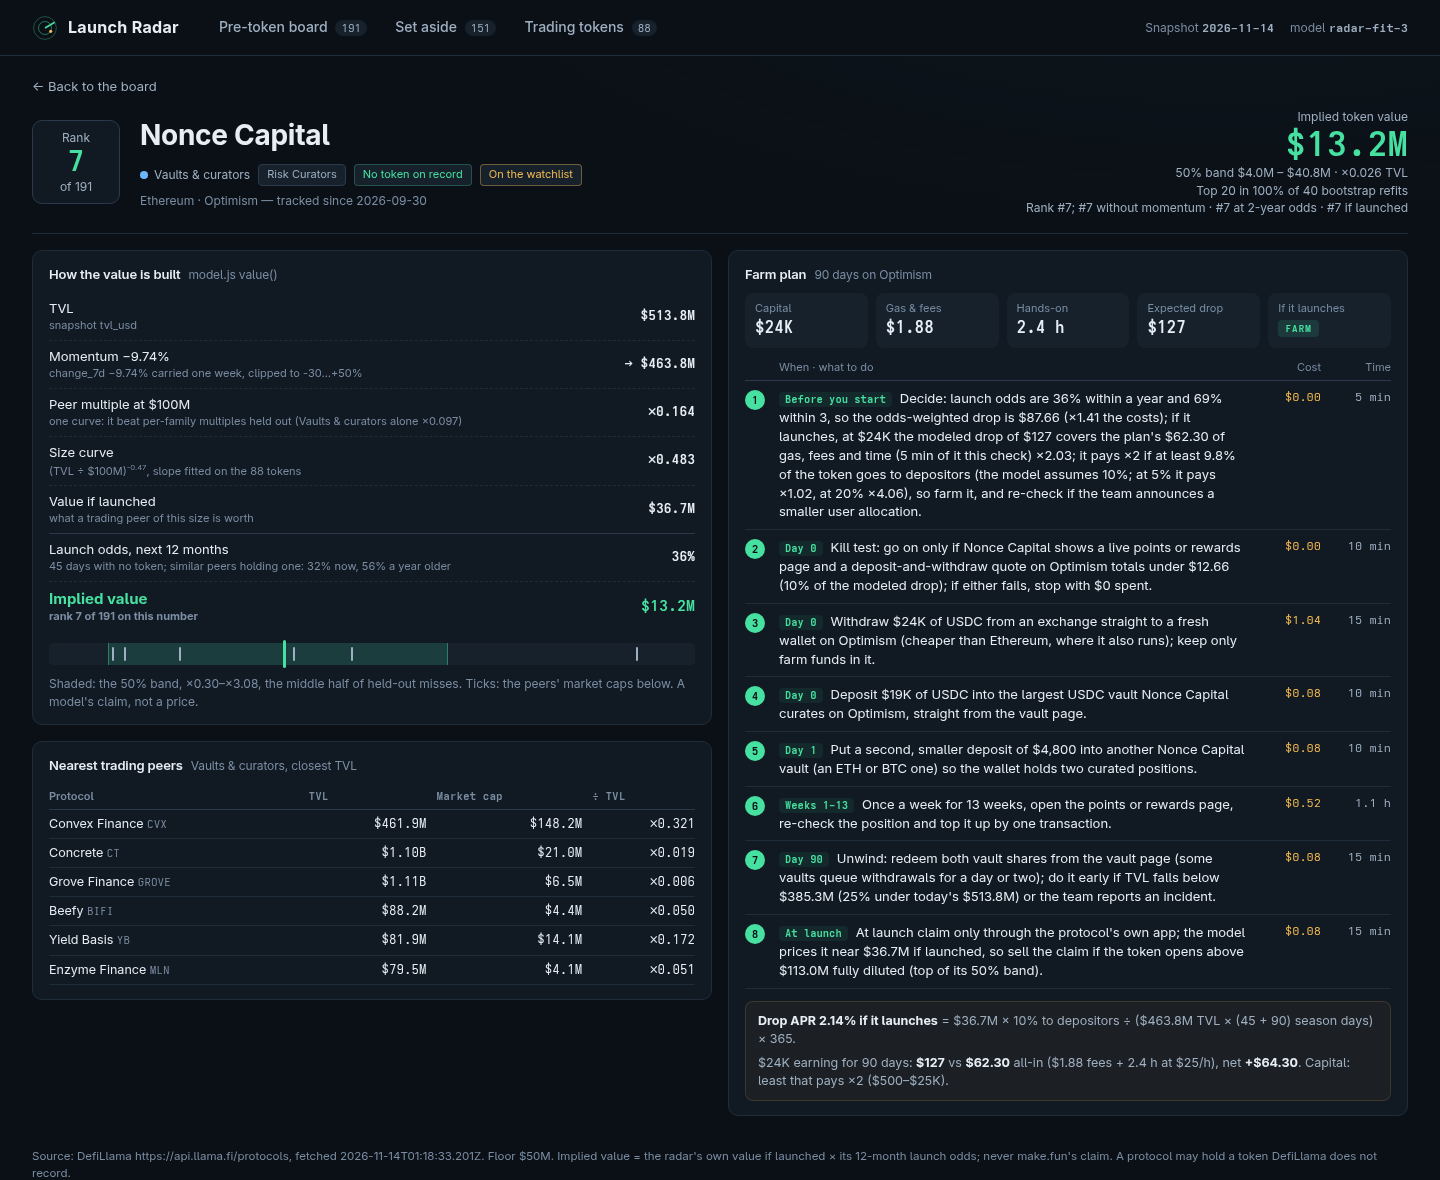 Launch Radar
Pre-token board 191
Set aside 151
Trading tokens 88
Snapshot 2026-11-14 model radar-fit-3
← Back to the board
Rank
7
of 191
Nonce Capital
Vaults & curators Risk Curators No token on record On the watchlist
Ethereum · Optimism — tracked since 2026-09-30
Implied token value
$13.2M
50% band $4.0M – $40.8M · ×0.026 TVL
Top 20 in 100% of 40 bootstrap refits
Rank #7; #7 without momentum · #7 at 2-year odds · #7 if launched
How the value is built model.js value()
TVL
snapshot tvl_usd
$513.8M
Momentum −9.74%
change_7d −9.74% carried one week, clipped to -30…+50%
→ $463.8M
Peer multiple at $100M
one curve: it beat per-family multiples held out (Vaults & curators alone ×0.097)
×0.164
Size curve
(TVL ÷ $100M)^-0.47, slope fitted on the 88 tokens
×0.483
Value if launched
what a trading peer of this size is worth
$36.7M
Launch odds, next 12 months
45 days with no token; similar peers holding one: 32% now, 56% a year older
36%
Implied value
rank 7 of 191 on this number
$13.2M
Shaded: the 50% band, ×0.30–×3.08, the middle half of held-out misses. Ticks: the peers' market caps below. A
model's claim, not a price.
Nearest trading peers Vaults & curators, closest TVL
Protocol TVL Market cap ÷ TVL
Convex Finance CVX $461.9M $148.2M ×0.321
Concrete CT $1.10B $21.0M ×0.019
Grove Finance GROVE $1.11B $6.5M ×0.006
Beefy BIFI $88.2M $4.4M ×0.050
Yield Basis YB $81.9M $14.1M ×0.172
Enzyme Finance MLN $79.5M $4.1M ×0.051
Farm plan 90 days on Optimism
Capital
$24K
Gas & fees
$1.88
Hands-on
2.4 h
Expected drop
$127
If it launches
FARM
When · what to do Cost Time
1 Before you start Decide: launch odds are 36% within a year and 69% $0.00 5 min
within 3, so the odds-weighted drop is $87.66 (×1.41 the costs); if it
launches, at $24K the modeled drop of $127 covers the plan's $62.30 of
gas, fees and time (5 min of it this check) ×2.03; it pays ×2 if at least 9.8%
of the token goes to depositors (the model assumes 10%; at 5% it pays
×1.02, at 20% ×4.06), so farm it, and re-check if the team announces a
smaller user allocation.
2 Day 0 Kill test: go on only if Nonce Capital shows a live points or rewards $0.00 10 min
page and a deposit-and-withdraw quote on Optimism totals under $12.66
(10% of the modeled drop); if either fails, stop with $0 spent.
3 Day 0 Withdraw $24K of USDC from an exchange straight to a fresh $1.04 15 min
wallet on Optimism (cheaper than Ethereum, where it also runs); keep only
farm funds in it.
4 Day 0 Deposit $19K of USDC into the largest USDC vault Nonce Capital $0.08 10 min
curates on Optimism, straight from the vault page.
5 Day 1 Put a second, smaller deposit of $4,800 into another Nonce Capital $0.08 10 min
vault (an ETH or BTC one) so the wallet holds two curated positions.
6 Weeks 1–13 Once a week for 13 weeks, open the points or rewards page, $0.52 1.1 h
re-check the position and top it up by one transaction.
7 Day 90 Unwind: redeem both vault shares from the vault page (some $0.08 15 min
vaults queue withdrawals for a day or two); do it early if TVL falls below
$385.3M (25% under today's $513.8M) or the team reports an incident.
8 At launch At launch claim only through the protocol's own app; the model $0.08 15 min
prices it near $36.7M if launched, so sell the claim if the token opens above
$113.0M fully diluted (top of its 50% band).
Drop APR 2.14% if it launches = $36.7M × 10% to depositors ÷ ($463.8M TVL × (45 + 90) season days)
× 365.
$24K earning for 90 days: $127 vs $62.30 all-in ($1.88 fees + 2.4 h at $25/h), net +$64.30. Capital:
least that pays ×2 ($500–$25K).
Source: DefiLlama https://api.llama.fi/protocols, fetched 2026-11-14T01:18:33.201Z. Floor $50M. Implied value = the radar's own value if launched × its 12-month launch odds; never make.fun's claim. A protocol may hold a token DefiLlama does not
record.